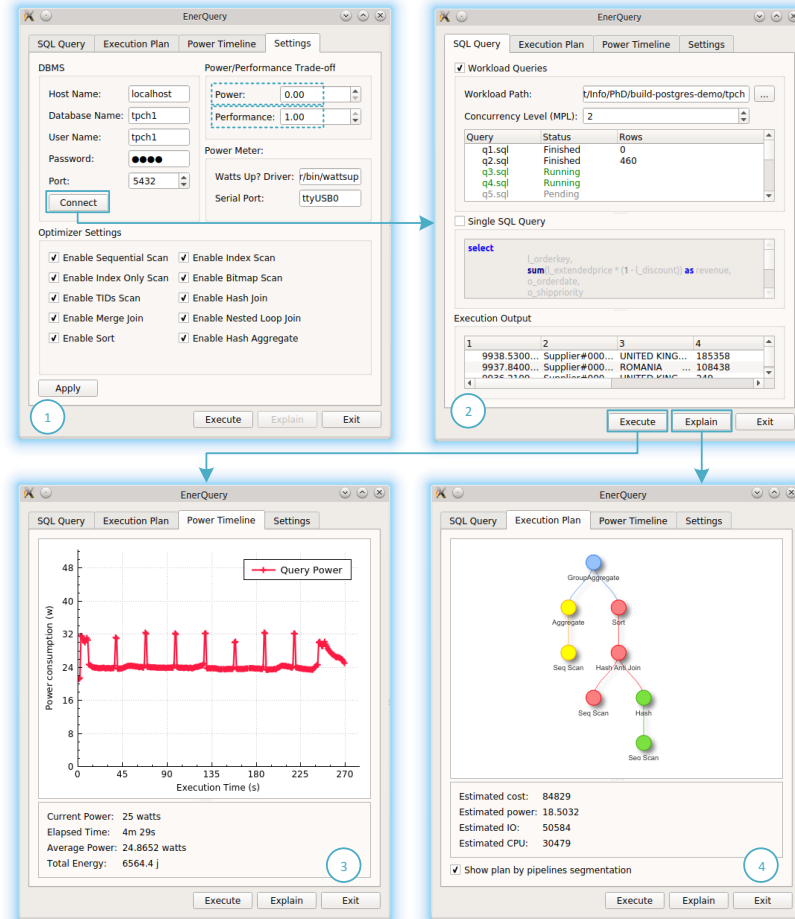 EnerQuery
SQL Query Execution Plan Power Timeline Settings
DBMS
Host Name: localhost
Database Name: tpch1
User Name: tpch1
Password: ●●●●
Port: 5432
Connect
Power/Performance Trade-off
Power: 0.00
Performance: 1.00
Power Meter:
Watts Up? Driver: r/bin/wattsup
Serial Port: ttyUSB0
Optimizer Settings
Enable Sequential Scan Enable Index Scan
Enable Index Only Scan Enable Bitmap Scan
Enable TIDs Scan Enable Hash Join
Enable Merge Join Enable Nested Loop Join
Enable Sort Enable Hash Aggregate
Apply
1
Execute Explain Exit
EnerQuery
SQL Query Execution Plan Power Timeline Settings
Workload Queries
Workload Path: t/Info/PhD/build-postgres-demo/tpch ...
Concurrency Level (MPL): 2
Query Status Rows
q1.sql Finished 0
q2.sql Finished 460
q3.sql Running
q4.sql Running
q5.sql Pending
Single SQL Query
select
l_orderkey,
sum(l_extendedprice * (1 - l_discount)) as revenue,
o_orderdate,
o_shippriority
Execution Output
1 2 3 4
9938.5300... Supplier#000... UNITED KING... 185358
9937.8400... Supplier#000... ROMANIA ... 108438
2
Execute Explain Exit
EnerQuery
SQL Query Execution Plan Power Timeline Settings
Query Power
Power consumption (w)
48
40
32
24
16
8
0
0 45 90 135 180 225 270
Execution Time (s)
Current Power: 25 watts
Elapsed Time: 4m 29s
Average Power: 24.8652 watts
Total Energy: 6564.4 j
3
Execute Explain Exit
EnerQuery
SQL Query Execution Plan Power Timeline Settings
GroupAggregate
Aggregate Sort
Seq Scan Hash Anti Join
Seq Scan Hash
Seq Scan
Estimated cost: 84829
Estimated power: 18.5032
Estimated IO: 50584
Estimated CPU: 30479
Show plan by pipelines segmentation
4
Execute Explain Exit